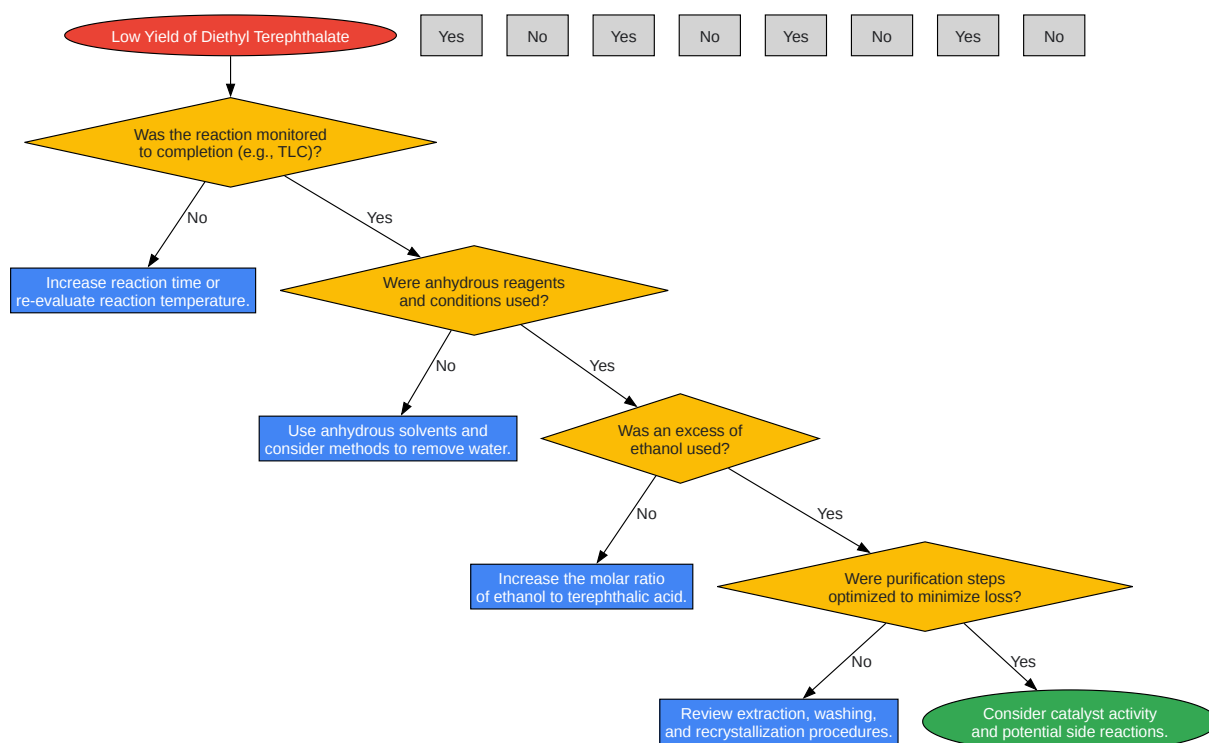 Low Yield of Diethyl Terephthalate
Yes
No
Yes
No
Yes
No
Yes
No
Was the reaction monitored
to completion (e.g., TLC)?
No
Yes
Increase reaction time or
re-evaluate reaction temperature.
Were anhydrous reagents
and conditions used?
No
Yes
Use anhydrous solvents and
consider methods to remove water.
Was an excess of
ethanol used?
No
Yes
Increase the molar ratio
of ethanol to terephthalic acid.
Were purification steps
optimized to minimize loss?
No
Yes
Review extraction, washing,
and recrystallization procedures.
Consider catalyst activity
and potential side reactions.